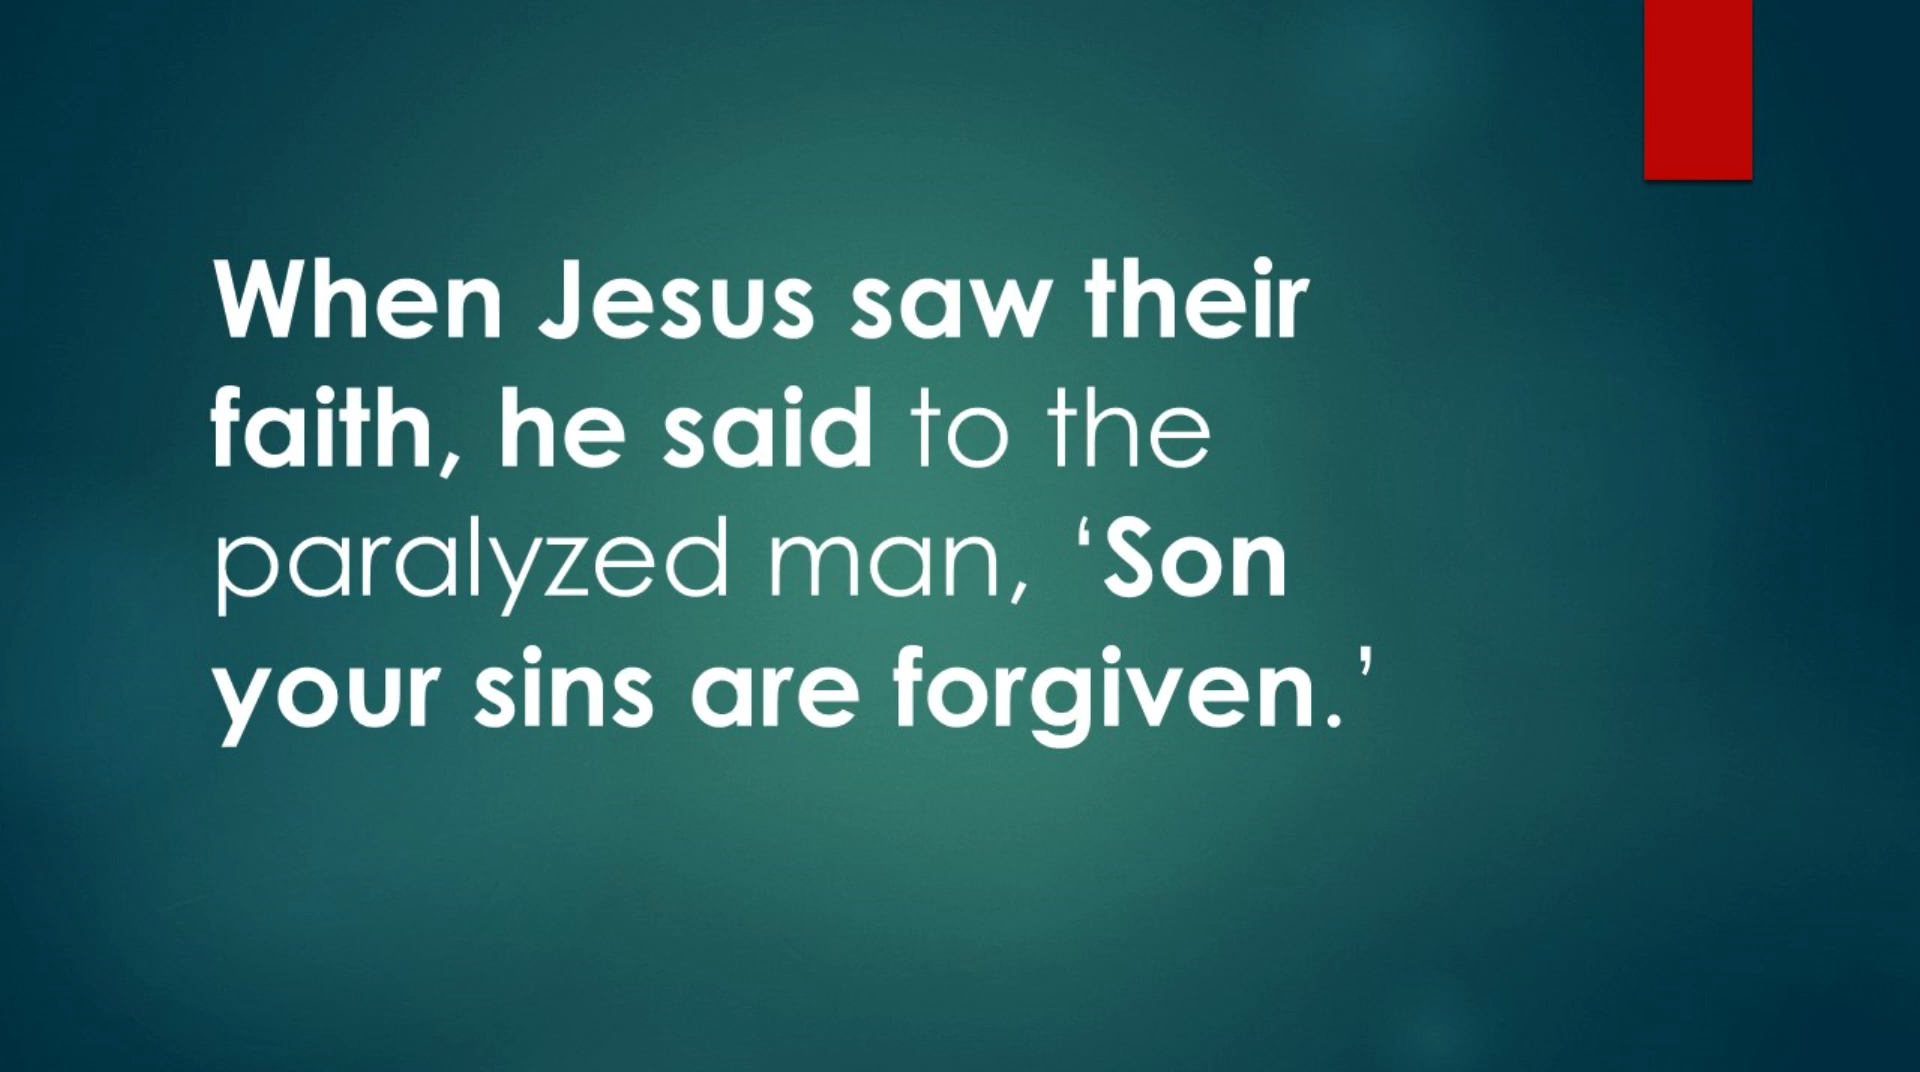 When Jesus saw their
faith, he said to the
paralyzed man, ‘Son
your sins are forgiven.’